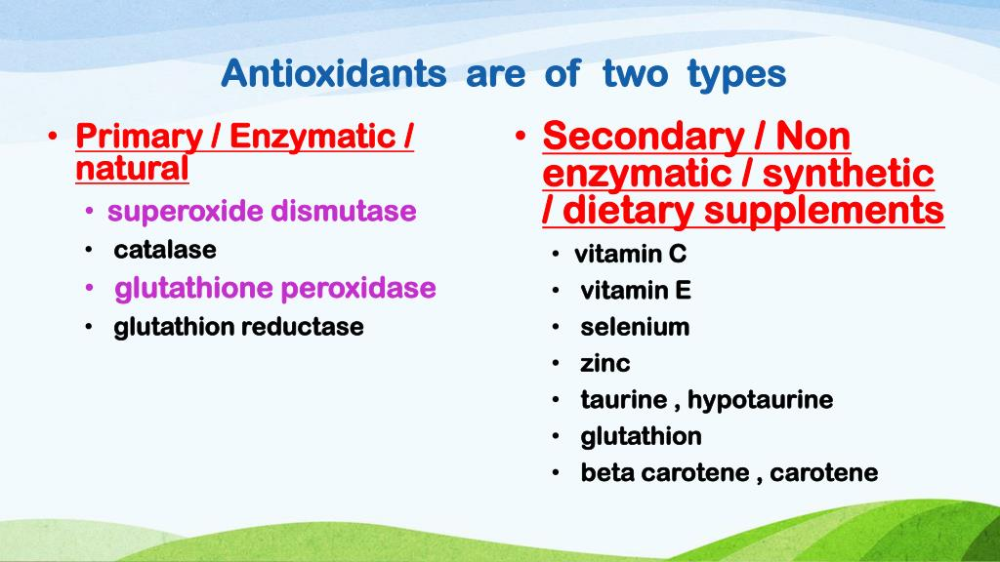 Antioxidants are of two types
• Primary / Enzymatic /
natural
• superoxide dismutase
• catalase
• glutathione peroxidase
• glutathion reductase
• Secondary / Non
enzymatic / synthetic
/ dietary supplements
• vitamin C
• vitamin E
• selenium
• zinc
• taurine , hypotaurine
• glutathion
• beta carotene , carotene